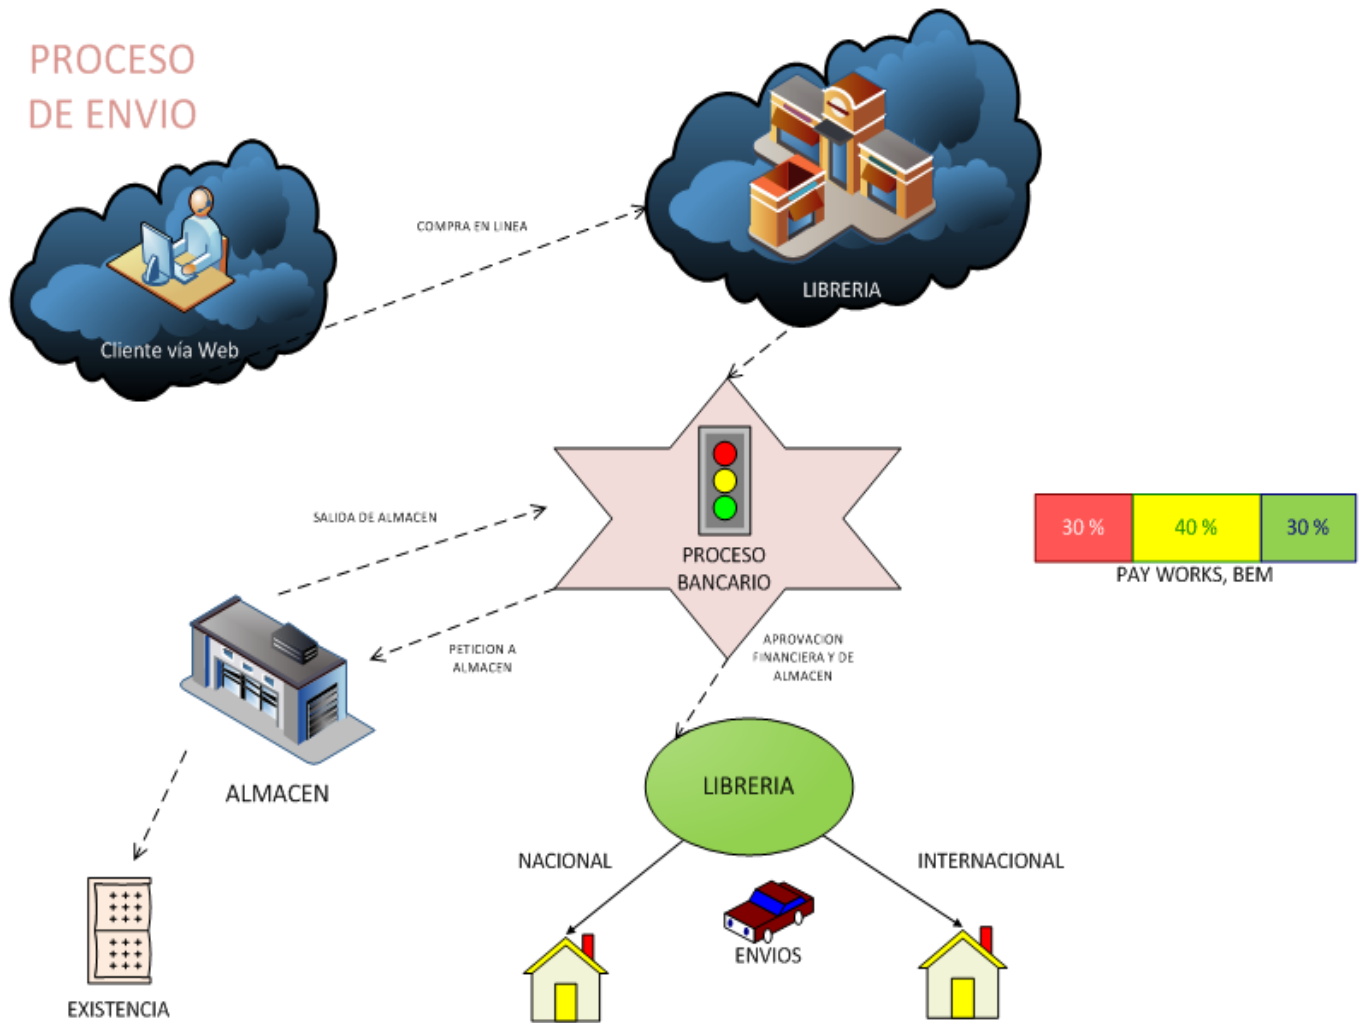 PROCESO
DE ENVIO
COMPRA EN LINEA
LIBRERIA
Cliente vía Web
SALIDA DE ALMACEN
PROCESO
BANCARIO
30 %
40 %
30 %
PAY WORKS, BEM
PETICION A
ALMACEN
APROVACION
FINANCIERA Y DE
ALMACEN
ALMACEN
LIBRERIA
NACIONAL
INTERNACIONAL
ENVIOS
EXISTENCIA